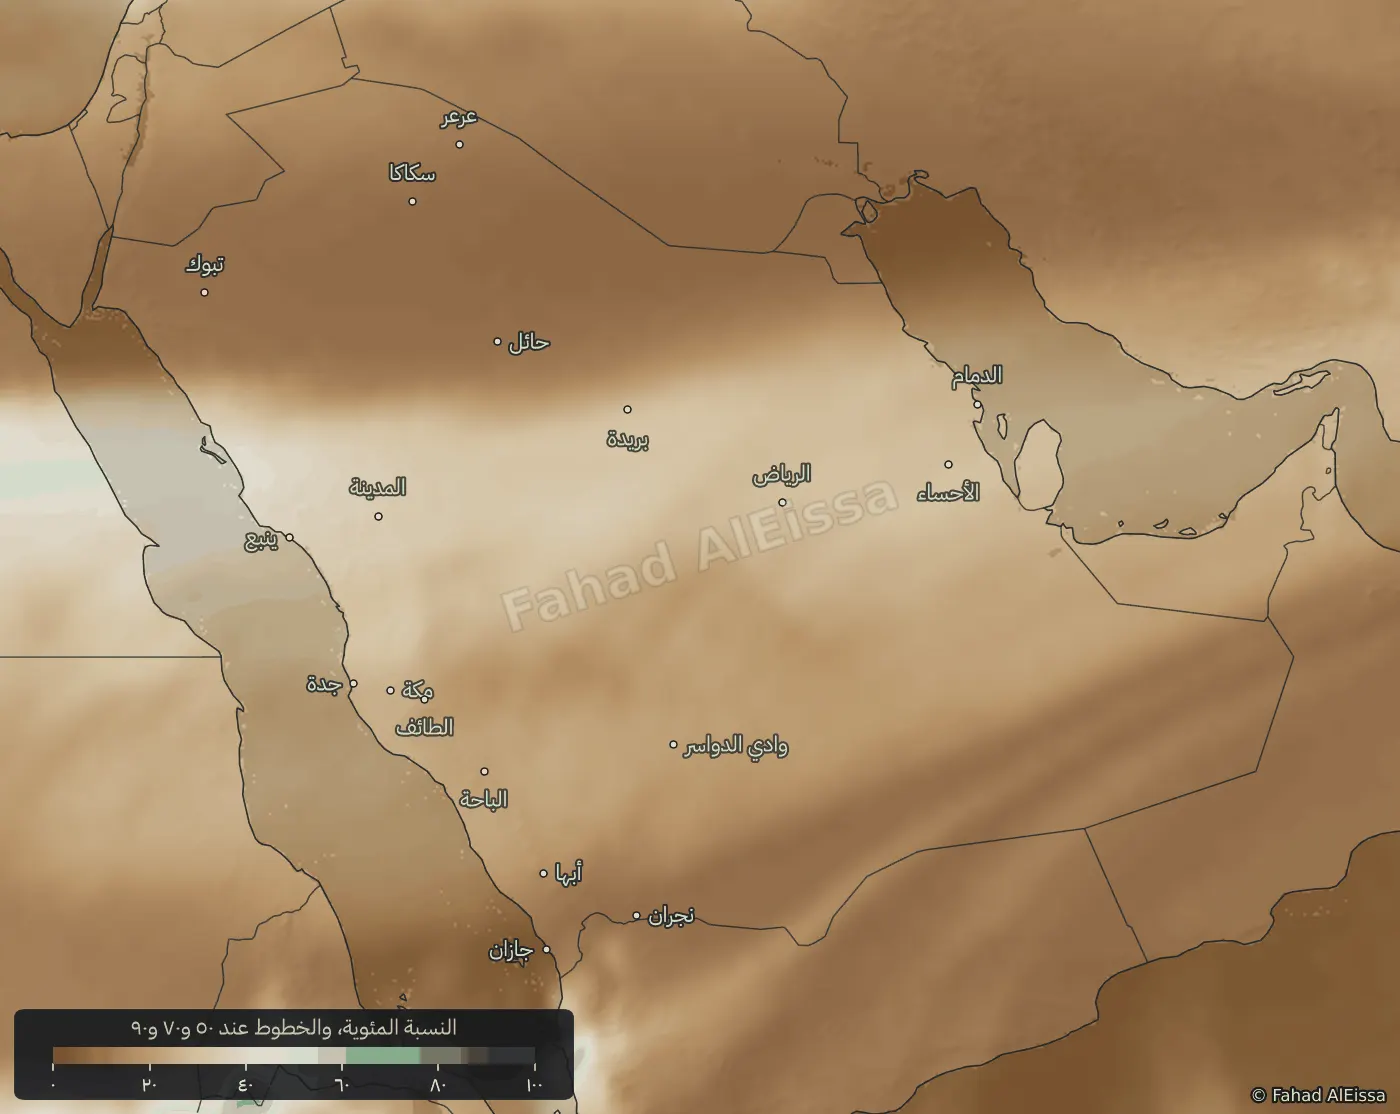 عرعر
سكاكا
تبوك
حائل
الدمام
بريدة
الرياض
المدينة
الأحساء
ينبع
Fahad AlEissa
جدة
مكة
الطائف
وادي الدواسر
الباحة
أبها
نجران
جازان
النسبة المئوية، والخطوط عند ٥٠ و٧٠ و٩٠
٠ ٢٠ ٤٠ ٦٠ ٨٠ ١٠٠
© Fahad AlEissa